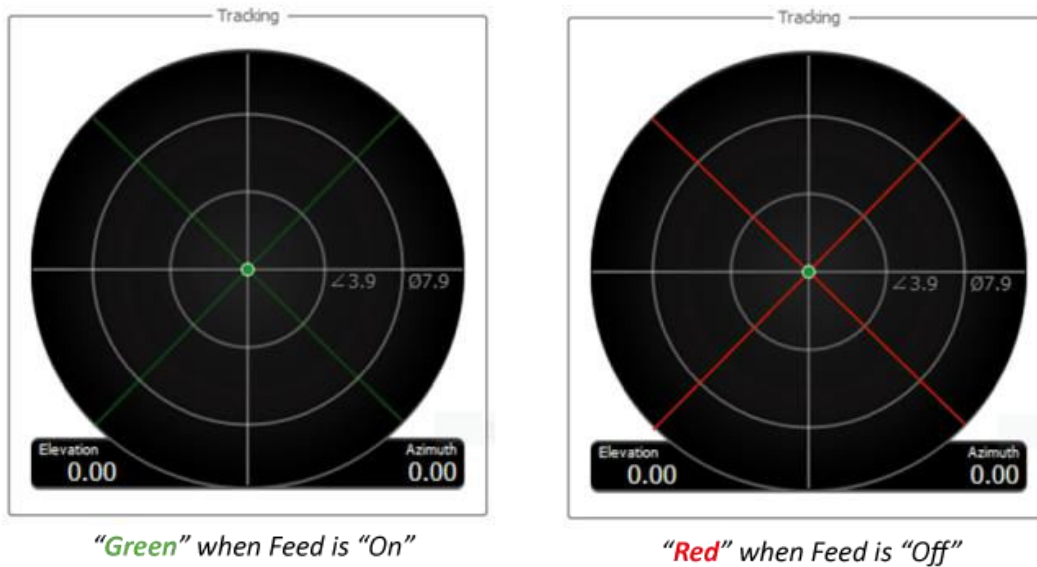 Tracking
∠3.9
Ø7.9
Elevation
0.00
Azimuth
0.00
“Green” when Feed is “On”
Tracking
∠3.9
Ø7.9
Elevation
0.00
Azimuth
0.00
“Red” when Feed is “Off”